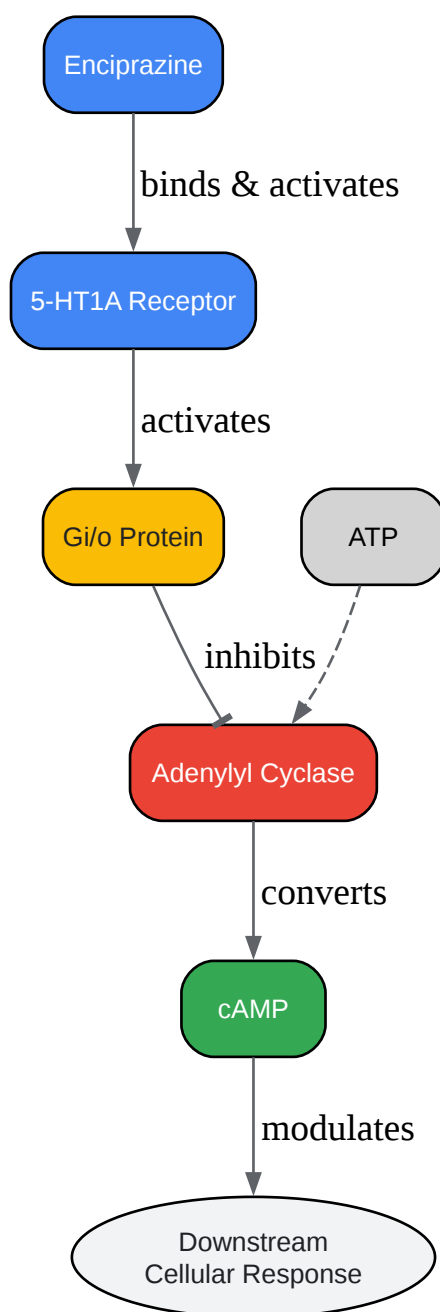 Enciprazine
binds & activates
5-HT1A Receptor
activates
Gi/o Protein
ATP
inhibits
Adenylyl Cyclase
converts
cAMP
modulates
Downstream
Cellular Response